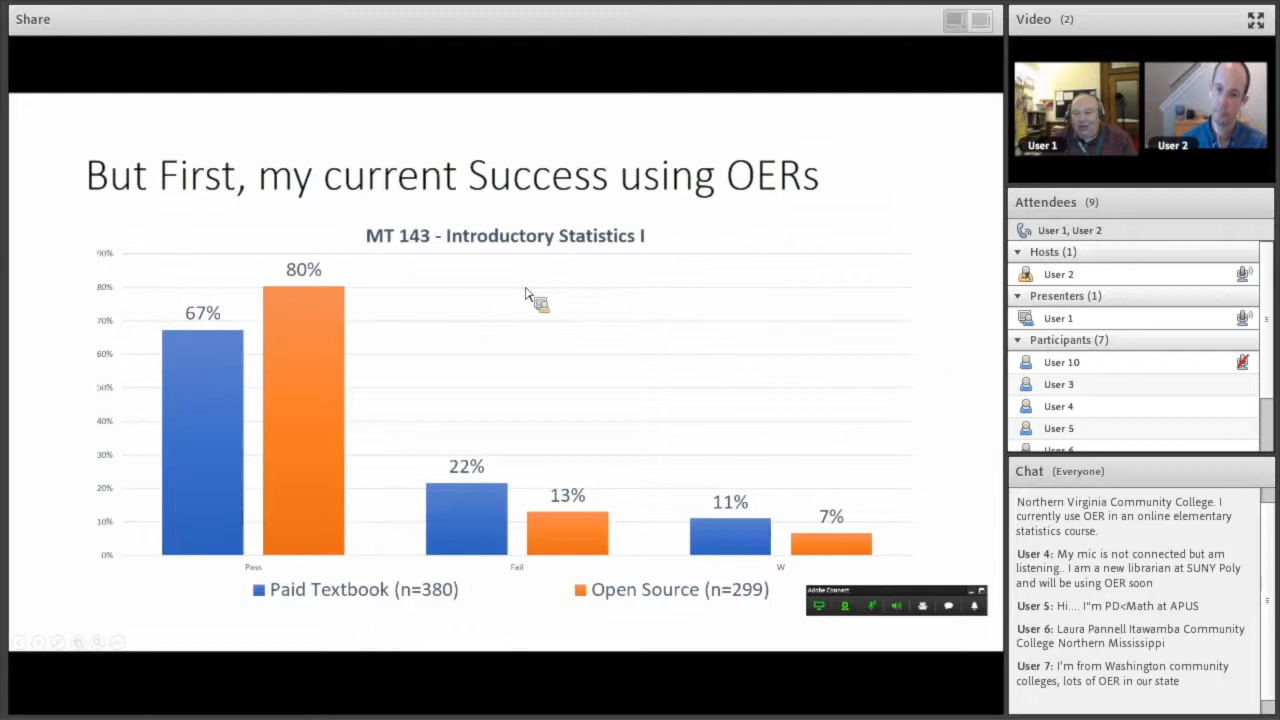 Share
But First, my current Success using OERs
MT 143 - Introductory Statistics I
90%
80%
70%
60%
50%
40%
30%
20%
10%
0%
67%
80%
22%
13%
11%
7%
Pass
Fail
W
Paid Textbook (n=380)
Open Source (n=299)
Adobe Connect
Video (2)
User 1
User 2
Attendees (9)
User 1, User 2
Hosts (1)
User 2
Presenters (1)
User 1
Participants (7)
User 10
User 3
User 4
User 5
Chat (Everyone)
Northern Virginia Community College. I
currently use OER in an online elementary
statistics course.
User 4: My mic is not connected but am
listening.. I am a new librarian at SUNY Poly
and will be using OER soon
User 5: Hi.... I"m PD<Math at APUS
User 6: Laura Pannell Itawamba Community
College Northern Mississippi
User 7: I'm from Washington community
colleges, lots of OER in our state